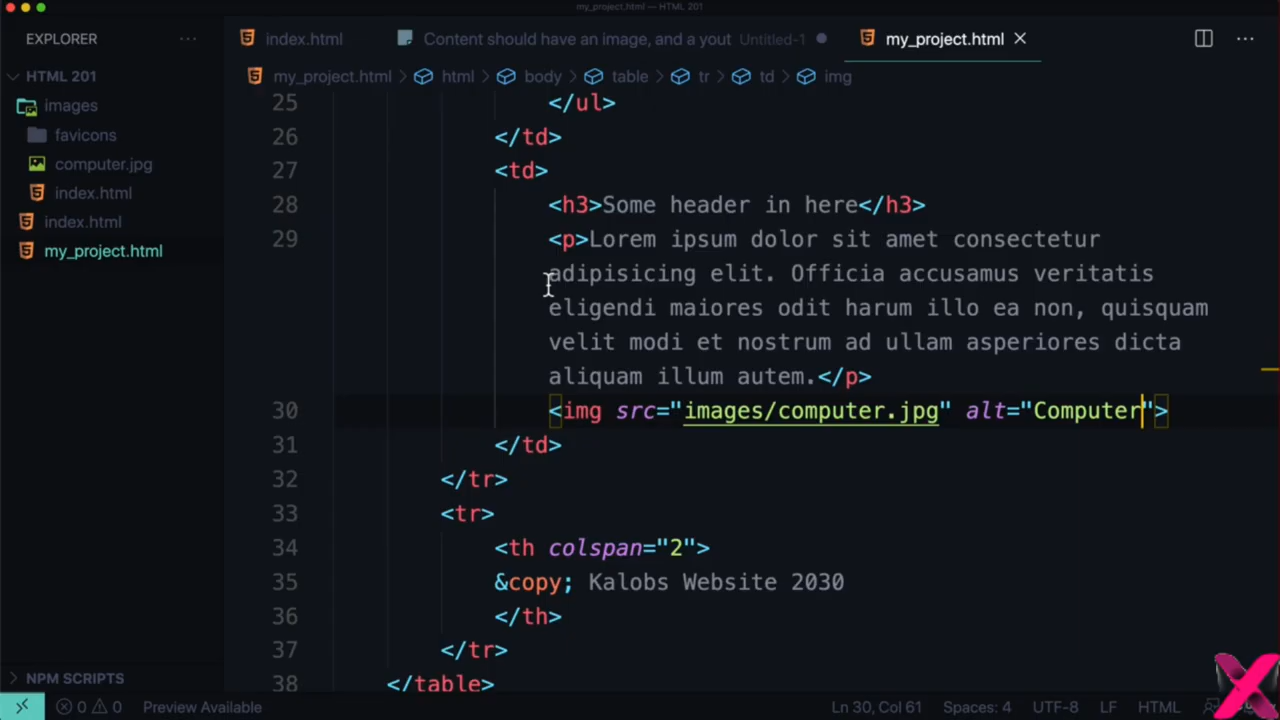 my_project.html — HTML 201
EXPLORER ···
index.html
Content should have an image, and a yout Untitled-1
my_project.html
HTML 201
my_project.html > html > body > table > tr > td > img
images
favicons
computer.jpg
index.html
index.html
my_project.html
25 </ul>
26 </td>
27 <td>
28 <h3>Some header in here</h3>
29 <p>Lorem ipsum dolor sit amet consectetur
adipisicing elit. Officia accusamus veritatis
eligendi maiores odit harum illo ea non, quisquam
velit modi et nostrum ad ullam asperiores dicta
aliquam illum autem.</p>
30 <img src="images/computer.jpg" alt="Computer">
31 </td>
32 </tr>
33 <tr>
34 <th colspan="2">
35 &copy; Kalobs Website 2030
36 </th>
37 </tr>
38 </table>
NPM SCRIPTS
0 0 Preview Available
Ln 30, Col 61 Spaces: 4 UTF-8 LF HTML